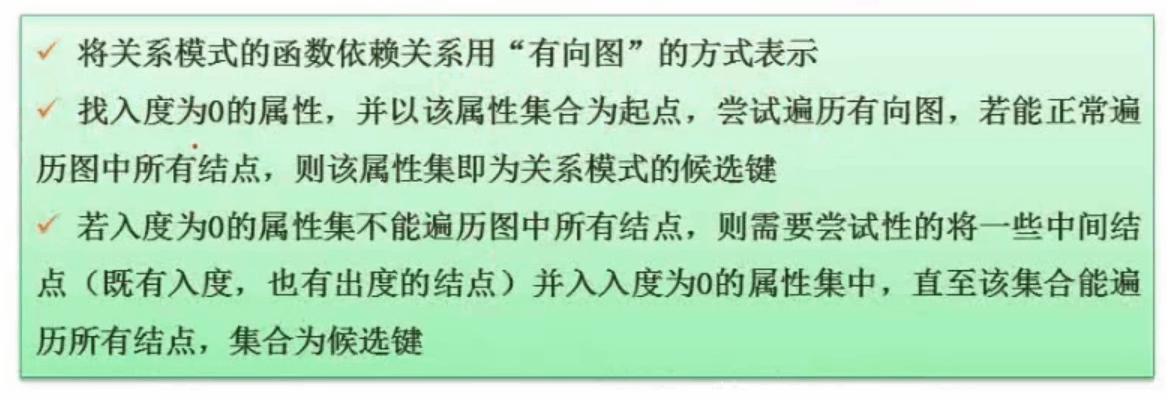 ✓ 将关系模式的函数依赖关系用“有向图”的方式表示
✓ 找入度为0的属性，并以该属性集合为起点，尝试遍历有向图，若能正常遍
历图中所有结点，则该属性集即为关系模式的候选键
✓ 若入度为0的属性集不能遍历图中所有结点，则需要尝试性的将一些中间结
点（既有入度，也有出度的结点）并入入度为0的属性集中，直至该集合能遍
历所有结点，集合为候选键